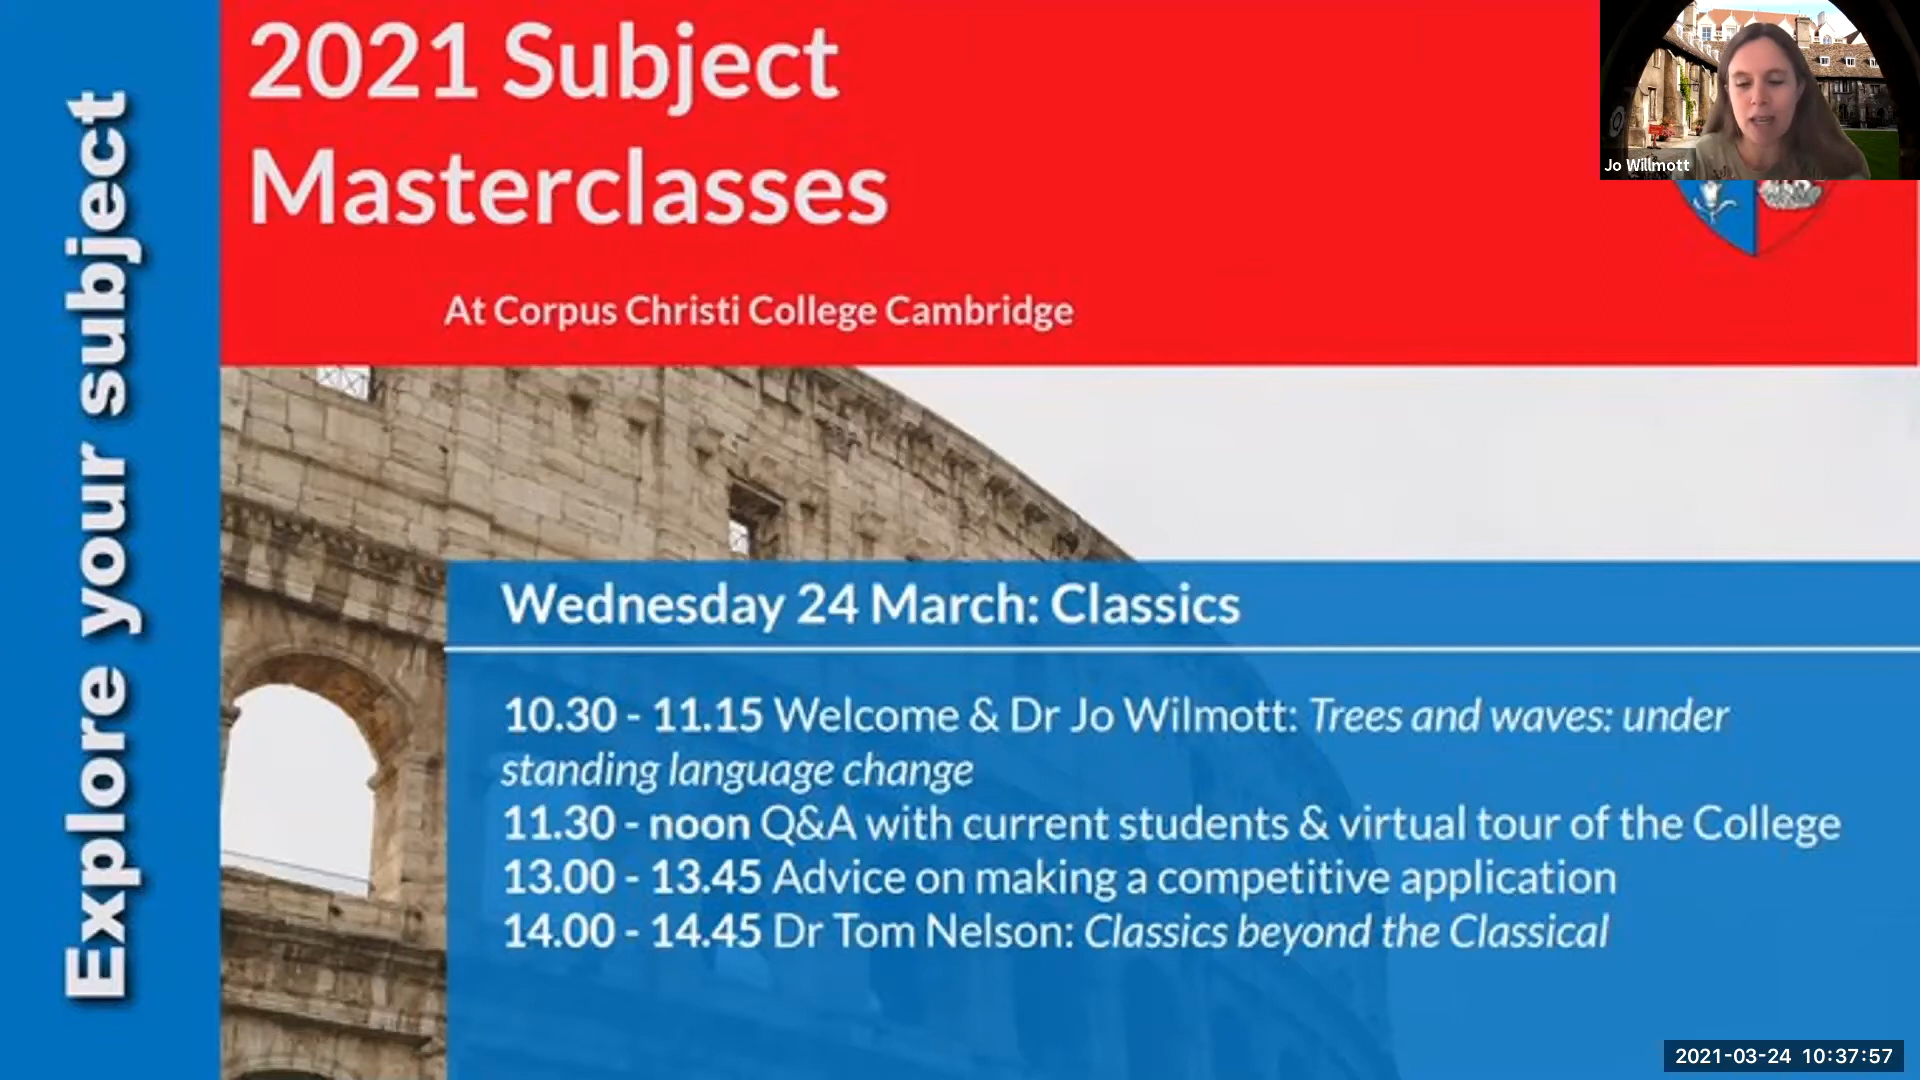 Explore your subject
2021 Subject
Masterclasses
At Corpus Christi College Cambridge
Jo Willmott
Wednesday 24 March: Classics
10.30 - 11.15 Welcome & Dr Jo Wilmott: Trees and waves: under
standing language change
11.30 - noon Q&A with current students & virtual tour of the College
13.00 - 13.45 Advice on making a competitive application
14.00 - 14.45 Dr Tom Nelson: Classics beyond the Classical
2021-03-24 10:37:57